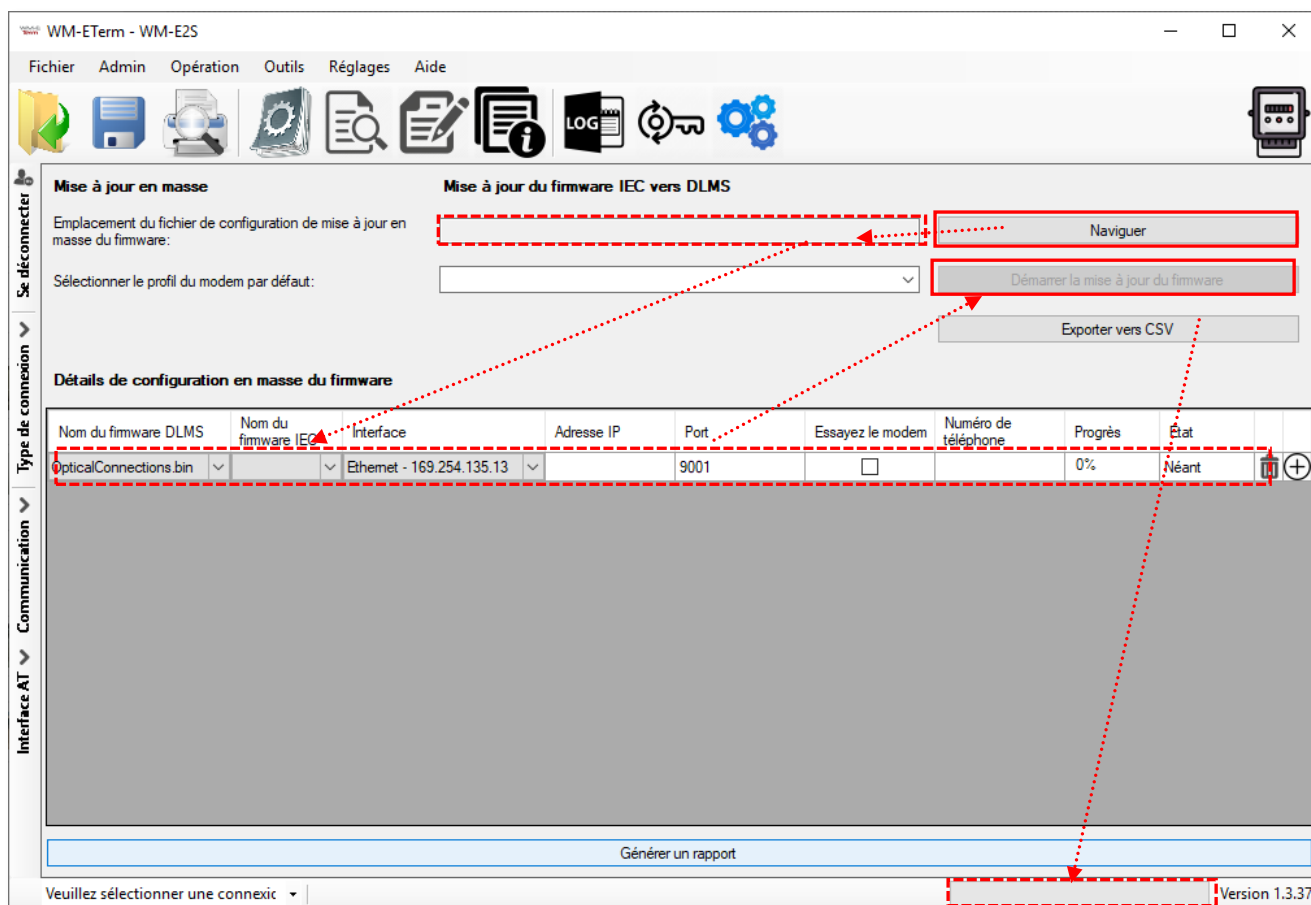 WM-ETerm - WM-E2S
Fichier Admin Opération Outils Réglages Aide
LOG
Se déconnecter
Type de connexion
Communication
Interface AT
Mise à jour en masse
Mise à jour du firmware IEC vers DLMS
Emplacement du fichier de configuration de mise à jour en
masse du firmware:
Naviguer
Sélectionner le profil du modem par défaut:
Démarrer la mise à jour du firmware
Exporter vers CSV
Détails de configuration en masse du firmware
Nom du firmware DLMS
Nom du
firmware IEC
Interface
Adresse IP
Port
Essayez le modem
Numéro de
téléphone
Progrès
État
OpticalConnections.bin
Ethernet - 169.254.135.13
9001
0%
Néant
Générer un rapport
Veuillez sélectionner une connexic
Version 1.3.37